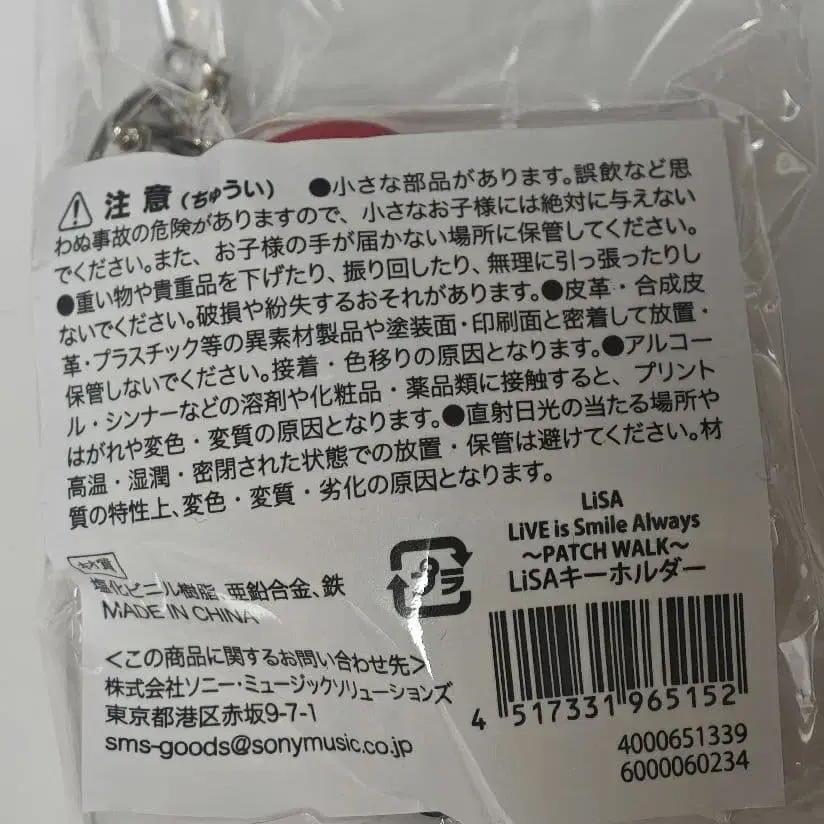 注意(ちゅうい) ●小さな部品があります。誤飲など思
わぬ事故の危険がありますので、小さなお子様には絶対に与えない
でください。また、お子様の手が届かない場所に保管してください。
●重い物や貴重品を下げたり、振り回したり、無理に引っ張ったりし
ないでください。破損や紛失するおそれがあります。●皮革・合成皮
革・プラスチック等の異素材製品や塗装面・印刷面と密着して放置・
保管しないでください。接着・色移りの原因となります。●アルコー
ル・シンナーなどの溶剤や化粧品・薬品類に接触すると、プリント
はがれや変色・変質の原因となります。●直射日光の当たる場所や
高温・湿潤・密閉された状態での放置・保管は避けてください。材
質の特性上、変色・変質・劣化の原因となります。
LiSA
LiVE is Smile Always
~PATCH WALK~
LiSAキーホルダー
プラ
材質
塩化ビニル樹脂、亜鉛合金、鉄
MADE IN CHINA
<この商品に関するお問い合わせ先>
株式会社ソニー・ミュージックソリューションズ
東京都港区赤坂9-7-1
sms-goods@sonymusic.co.jp
4 517331 965152
4000651339
6000060234